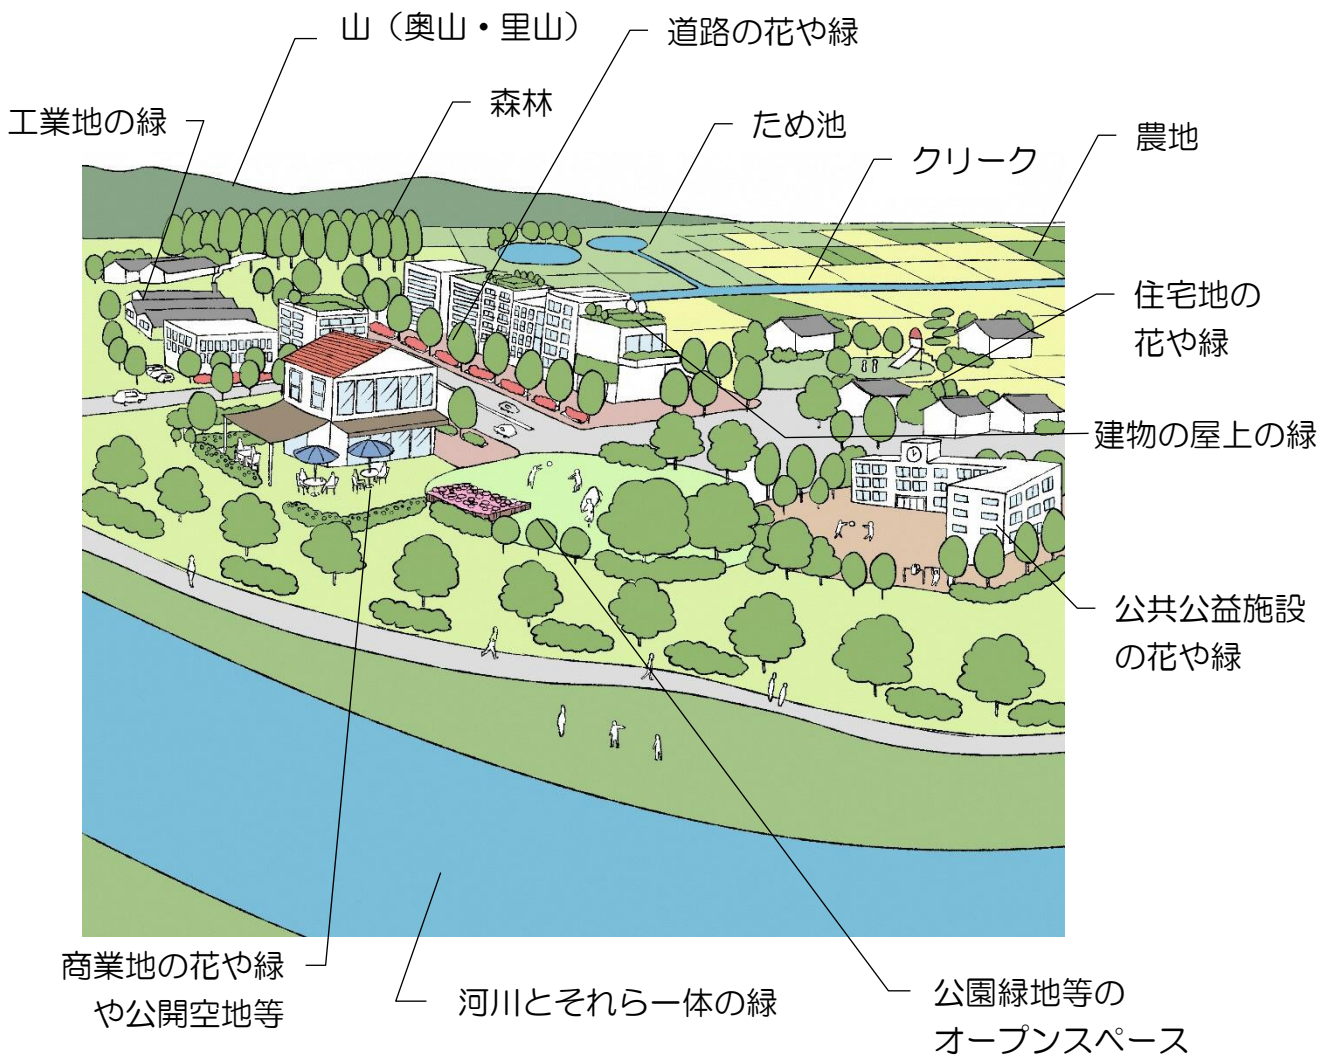 山（奥山・里山）
道路の花や緑
森林
工業地の緑
ため池
農地
クリーク
住宅地の
花や緑
建物の屋上の緑
公共公益施設
の花や緑
商業地の花や緑
や公開空地等
河川とそれら一体の緑
公園緑地等の
オープンスペース